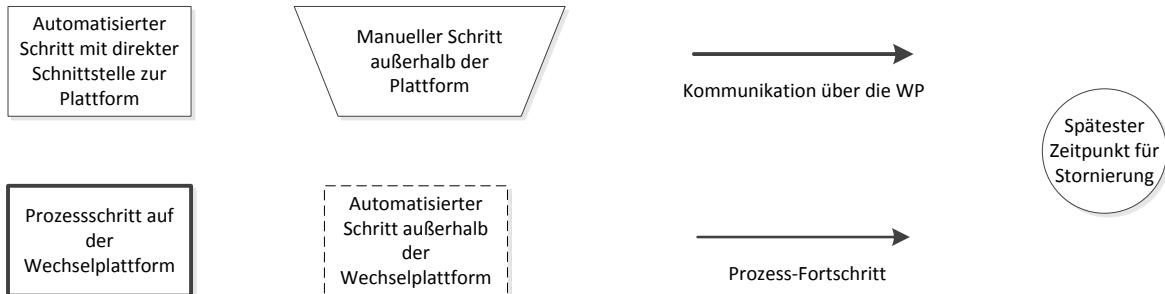 Automatisierter
Schritt mit direkter
Schnittstelle zur
Plattform
Manueller Schritt
außerhalb der
Plattform
Kommunikation über die WP
Spätester
Zeitpunkt für
Stornierung
Prozessschritt auf
der
Wechselplattform
Automatisierter
Schritt außerhalb
der
Wechselplattform
Prozess-Fortschritt